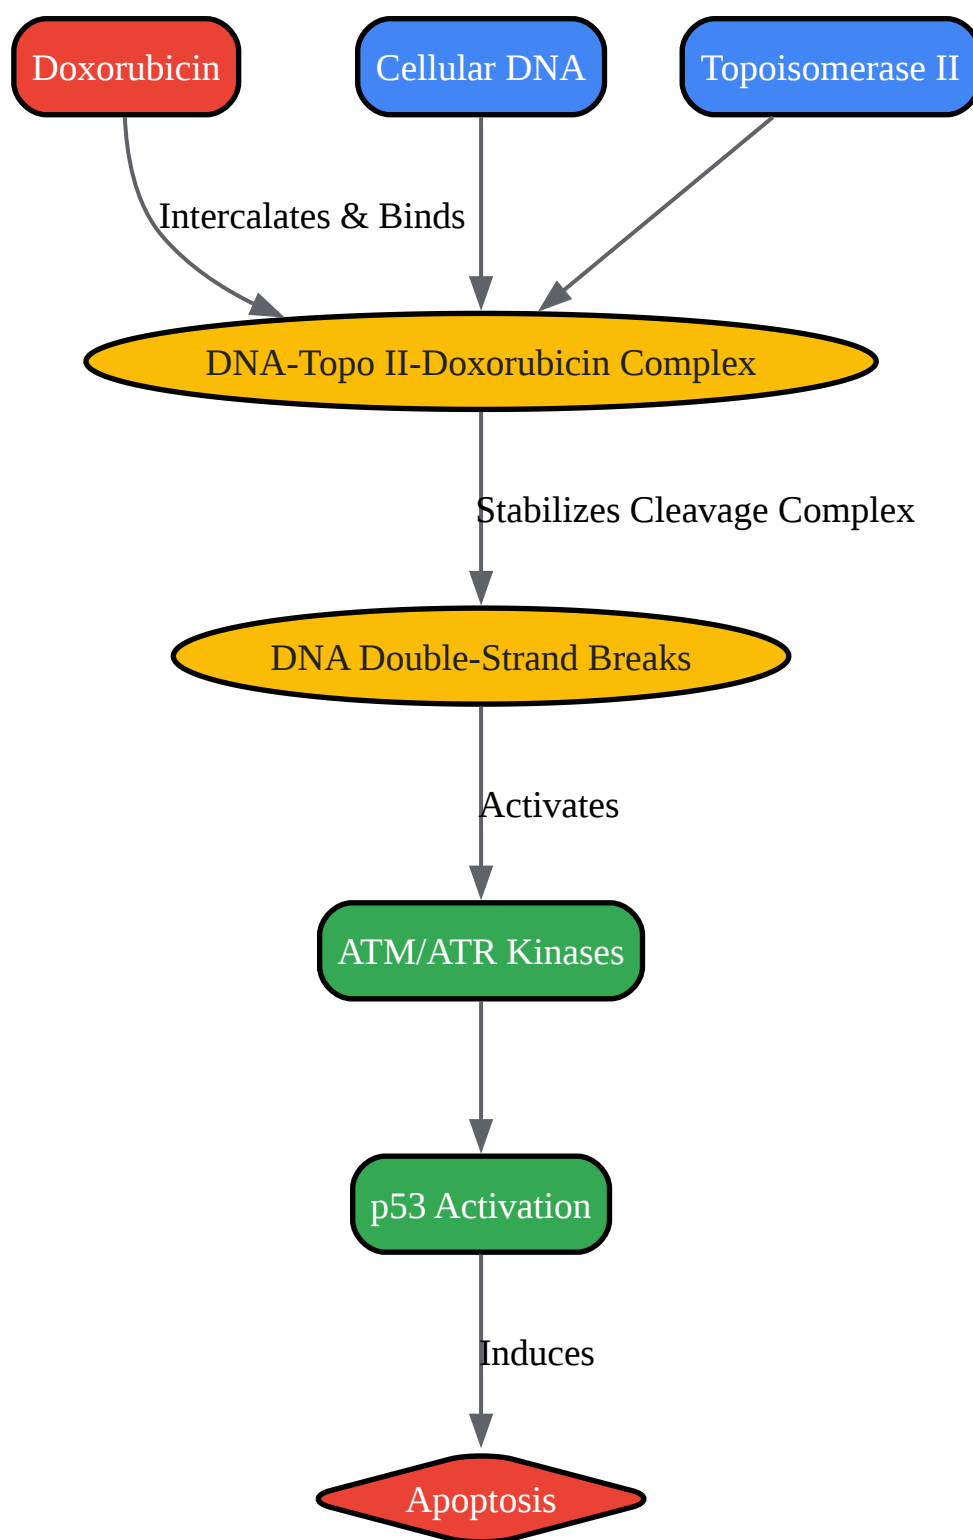 Doxorubicin
Cellular DNA
Topoisomerase II
Intercalates & Binds
DNA-Topo II-Doxorubicin Complex
Stabilizes Cleavage Complex
DNA Double-Strand Breaks
Activates
ATM/ATR Kinases
p53 Activation
Induces
Apoptosis